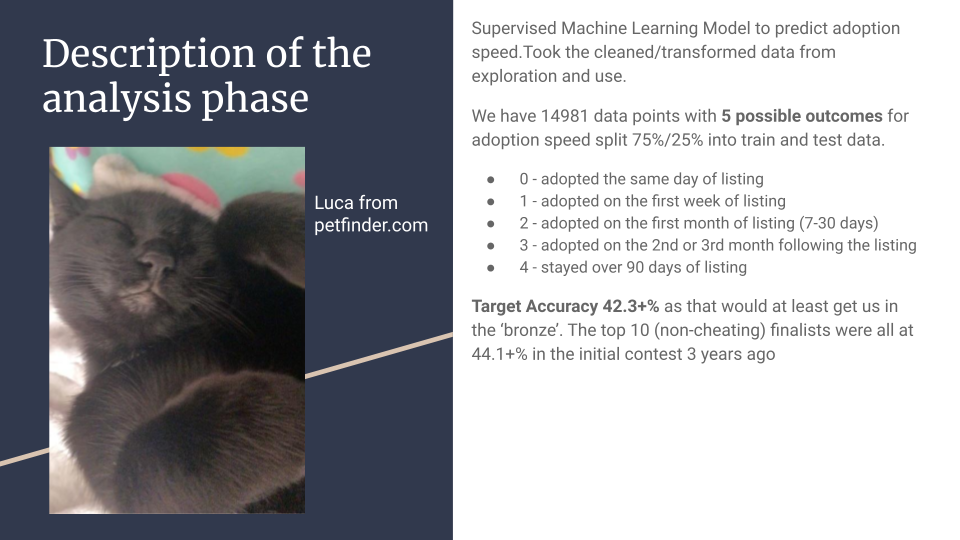 Description of the
analysis phase
Luca from
petfinder.com
Supervised Machine Learning Model to predict adoption
speed.Took the cleaned/transformed data from
exploration and use.
We have 14981 data points with 5 possible outcomes for
adoption speed split 75%/25% into train and test data.
● 0 - adopted the same day of listing
● 1 - adopted on the first week of listing
● 2 - adopted on the first month of listing (7-30 days)
● 3 - adopted on the 2nd or 3rd month following the listing
● 4 - stayed over 90 days of listing
Target Accuracy 42.3+% as that would at least get us in
the ‘bronze’. The top 10 (non-cheating) finalists were all at
44.1+% in the initial contest 3 years ago